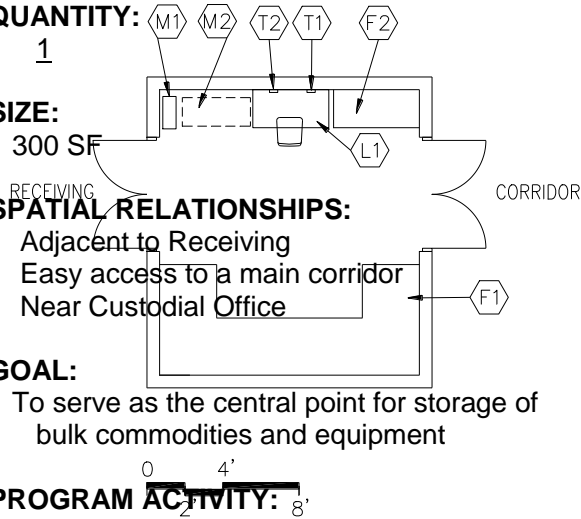 QUANTITY:
1
M1 M2 T2 T1 F2
SIZE:
300 SF
L1
RECEIVING
CORRIDOR
SPATIAL RELATIONSHIPS:
Adjacent to Receiving
Easy access to a main corridor
Near Custodial Office
F1
GOAL:
To serve as the central point for storage of
bulk commodities and equipment
0 4'
PROGRAM ACTIVITY:
2' 8'